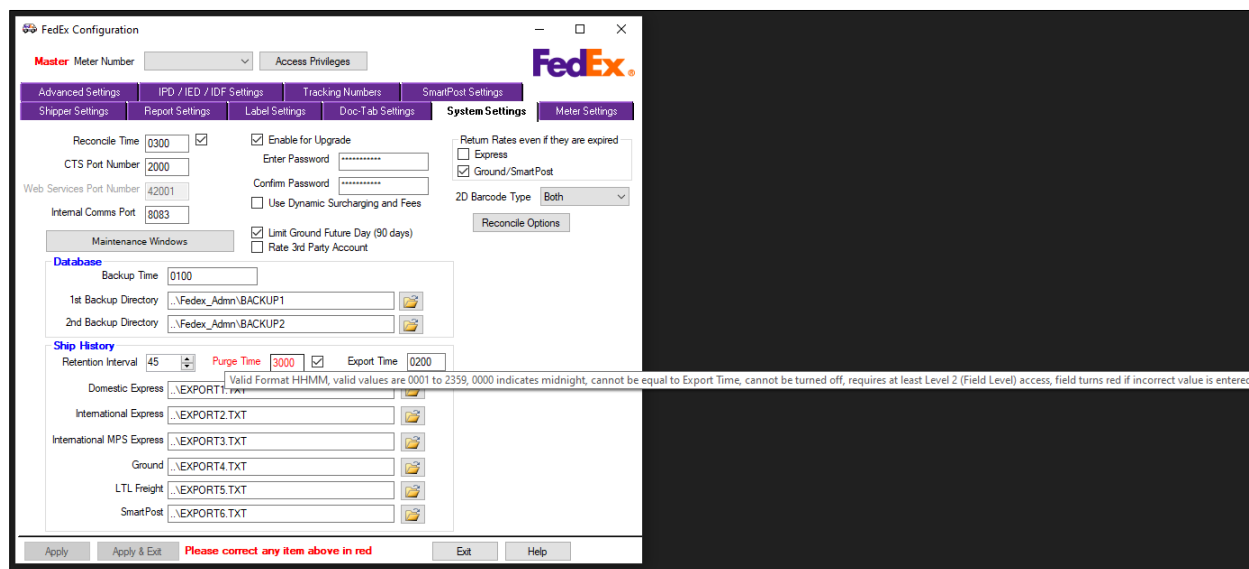 FedEx Configuration
Master Meter Number
Access Privileges
FedEx ®
Advanced Settings IPD / IED / IDF Settings Tracking Numbers SmartPost Settings
Shipper Settings Report Settings Label Settings Doc-Tab Settings System Settings Meter Settings
Reconcile Time 0300
Enable for Upgrade
Return Rates even if they are expired
Express
CTS Port Number 2000
Enter Password ***********
Ground/SmartPost
Web Services Port Number 42001
Confirm Password ***********
2D Barcode Type Both
Use Dynamic Surcharging and Fees
Internal Comms Port 8083
Reconcile Options
Limit Ground Future Day (90 days)
Maintenance Windows
Rate 3rd Party Account
Database
Backup Time 0100
1st Backup Directory ..\Fedex_Admn\BACKUP1
2nd Backup Directory ..\Fedex_Admn\BACKUP2
Ship History
Retention Interval 45 Purge Time 3000 Export Time 0200
Valid Format HHMM, valid values are 0001 to 2359, 0000 indicates midnight, cannot be equal to Export Time, cannot be turned off, requires at least Level 2 (Field Level) access, field turns red if incorrect value is entered
Domestic Express ..\EXPORT1.TXT
International Express ..\EXPORT2.TXT
International MPS Express ..\EXPORT3.TXT
Ground ..\EXPORT4.TXT
LTL Freight ..\EXPORT5.TXT
SmartPost ..\EXPORT6.TXT
Apply Apply & Exit Please correct any item above in red Exit Help